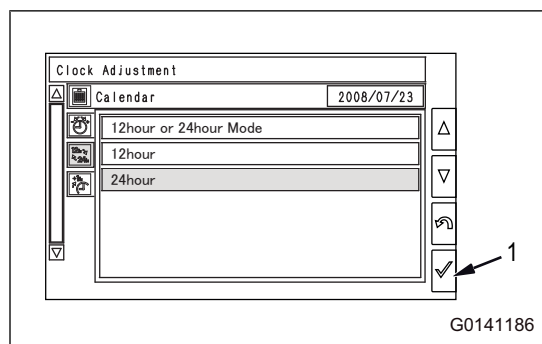 Clock Adjustment
Calendar 2008/07/23
12hour or 24hour Mode
12hour
24hour
1
G0141186